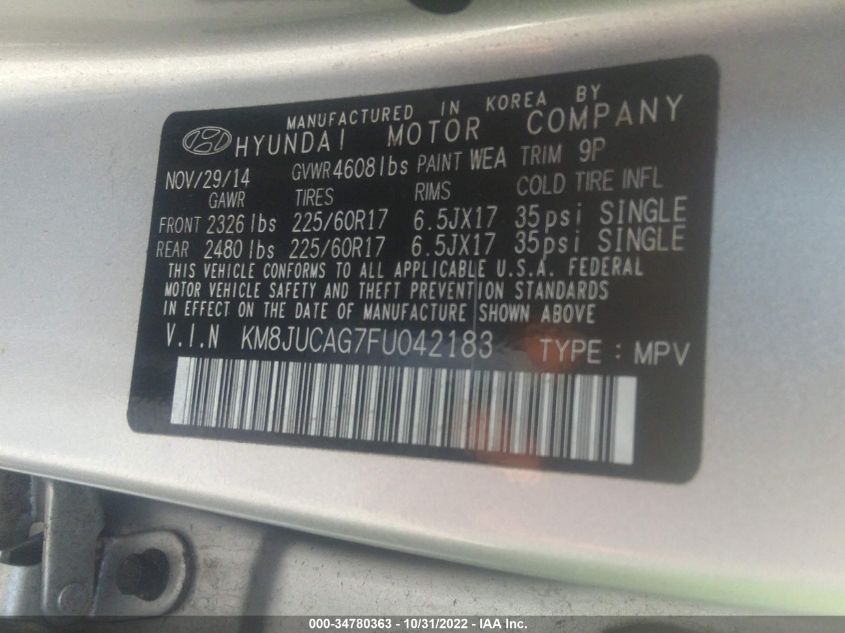 MANUFACTURED IN KOREA BY
HYUNDAI MOTOR COMPANY
NOV/29/14 GVWR 4608lbs PAINT WEA TRIM 9P
GAWR TIRES RIMS COLD TIRE INFL
FRONT 2326 lbs 225/60R17 6.5JX17 35psi SINGLE
REAR 2480 lbs 225/60R17 6.5JX17 35psi SINGLE
THIS VEHICLE CONFORMS TO ALL APPLICABLE U.S.A. FEDERAL
MOTOR VEHICLE SAFETY AND THEFT PREVENTION STANDARDS
IN EFFECT ON THE DATE OF MANUFACTURE SHOWN ABOVE
V.I.N KM8JUCAG7FU042183 TYPE : MPV
000-34780363 - 10/31/2022 - IAA Inc.